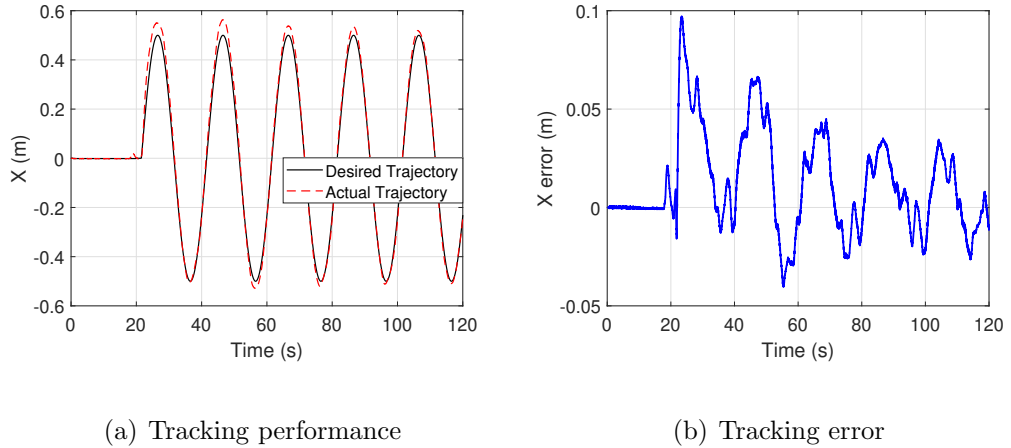 0.6
0.4
0.2
0
-0.2
-0.4
-0.6
X (m)
0 20 40 60 80 100 120
Time (s)
Desired Trajectory
Actual Trajectory
(a) Tracking performance
0.1
0.05
0
-0.05
X error (m)
0 20 40 60 80 100 120
Time (s)
(b) Tracking error